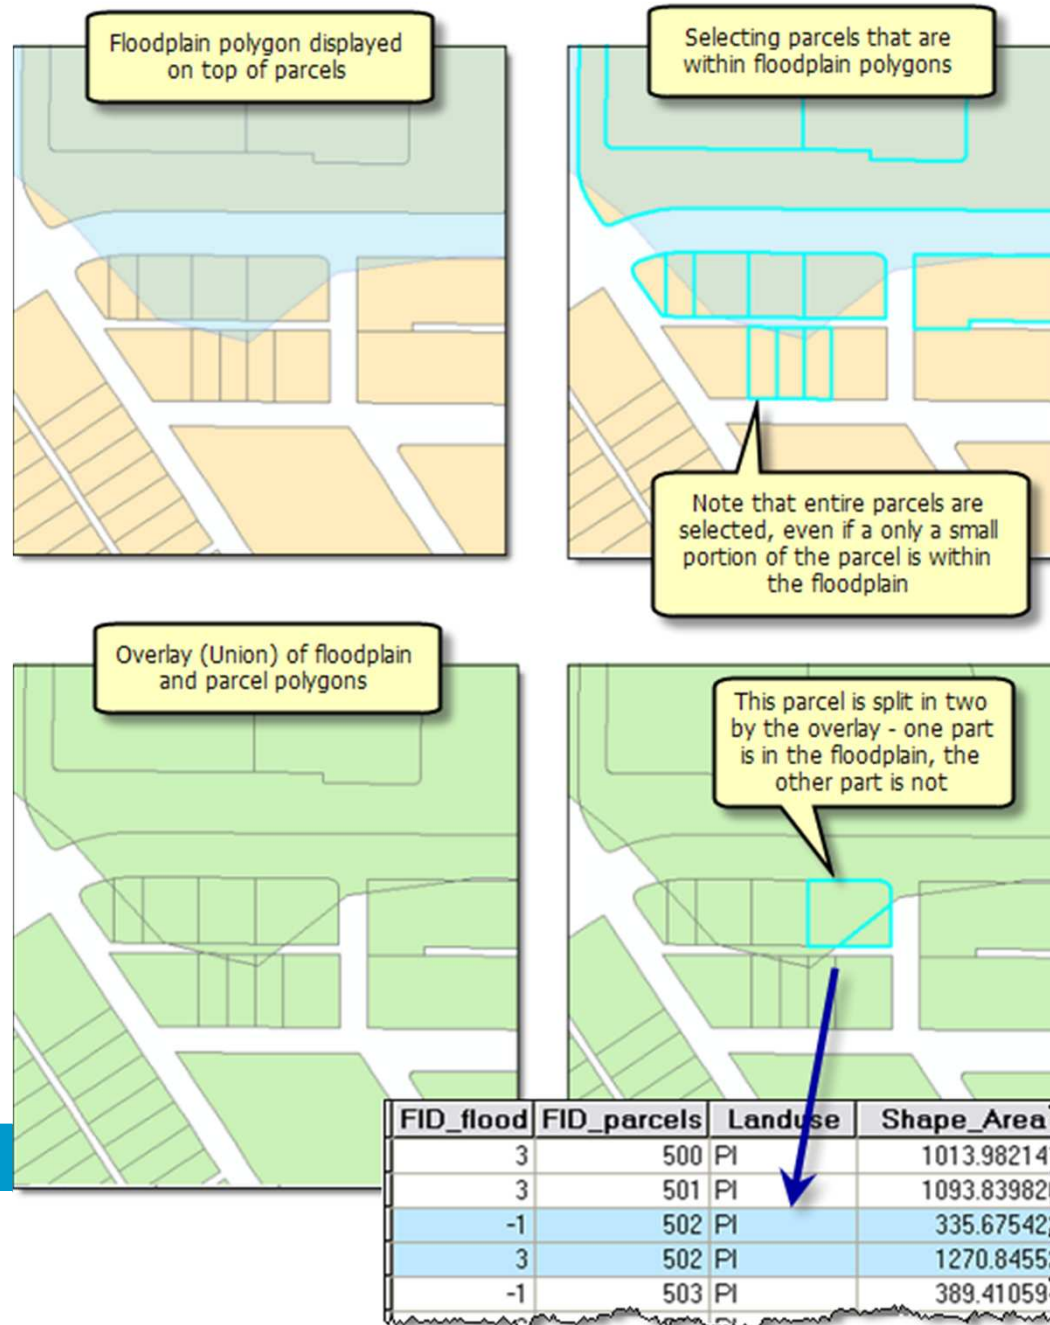 Floodplain polygon displayed
on top of parcels
Selecting parcels that are
within floodplain polygons
Note that entire parcels are
selected, even if a only a small
portion of the parcel is within
the floodplain
Overlay (Union) of floodplain
and parcel polygons
This parcel is split in two
by the overlay - one part
is in the floodplain, the
other part is not
FID_flood FID_parcels Landuse Shape_Area
3 500 PI 1013.98214
3 501 PI 1093.83982
-1 502 PI 335.67542
3 502 PI 1270.8455
-1 503 PI 389.41059